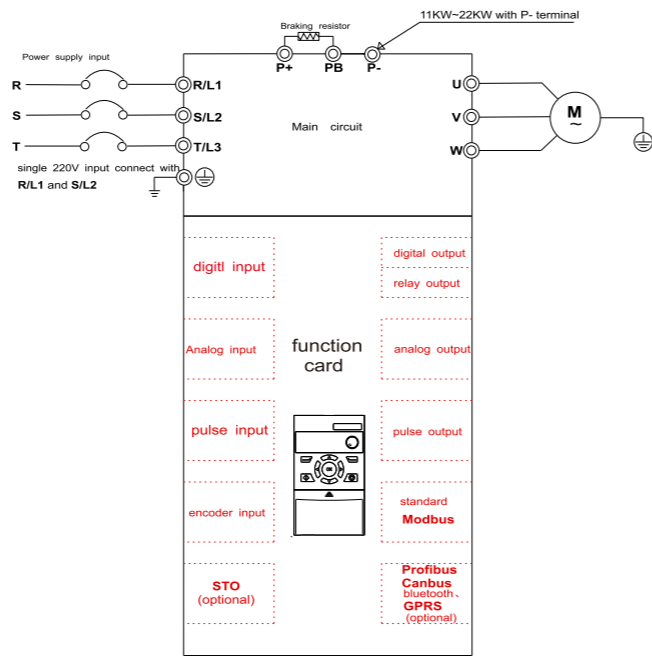 11KW~22KW with P- terminal
Braking resistor
Power supply input
P+ PB P-
R R/L1
S S/L2
T T/L3
single 220V input connect with
R/L1 and S/L2
Main circuit
U
V
W
M
~
digitl input
digital output
relay output
Analog input
function
card
analog output
pulse input
pulse output
encoder input
OK
standard
Modbus
STO
(optional)
Profibus
Canbus
bluetooth、
GPRS
(optional)